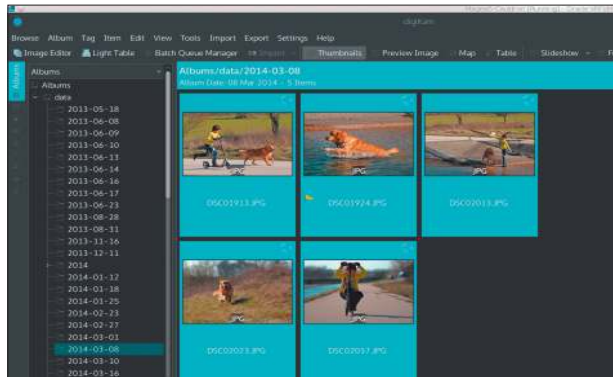 digikam
Browse Album Tag Item Edit View Tools Import Export Settings Help
Image Editor Light Table Batch Queue Manager Import Thumbnails Preview Image Map Table Slideshow
Albums
Albums
Albums/data/2014-03-08
Album Date: 08 Mar 2014 - 5 Items
Albums
data
2013-05-18
2013-06-08
2013-06-09
2013-06-10
2013-06-13
2013-06-14
2013-06-16
2013-06-17
2013-06-23
2013-08-28
2013-08-31
2013-11-16
2013-12-11
2014
2014-01-12
2014-01-18
2014-01-25
2014-02-23
2014-02-27
2014-03-01
2014-03-08
2014-03-10
2014-03-16
JPG
JPG
JPG
DSC01913.JPG
DSC01924.JPG
DSC02013.JPG
JPG
JPG
DSC02023.JPG
DSC02057.JPG